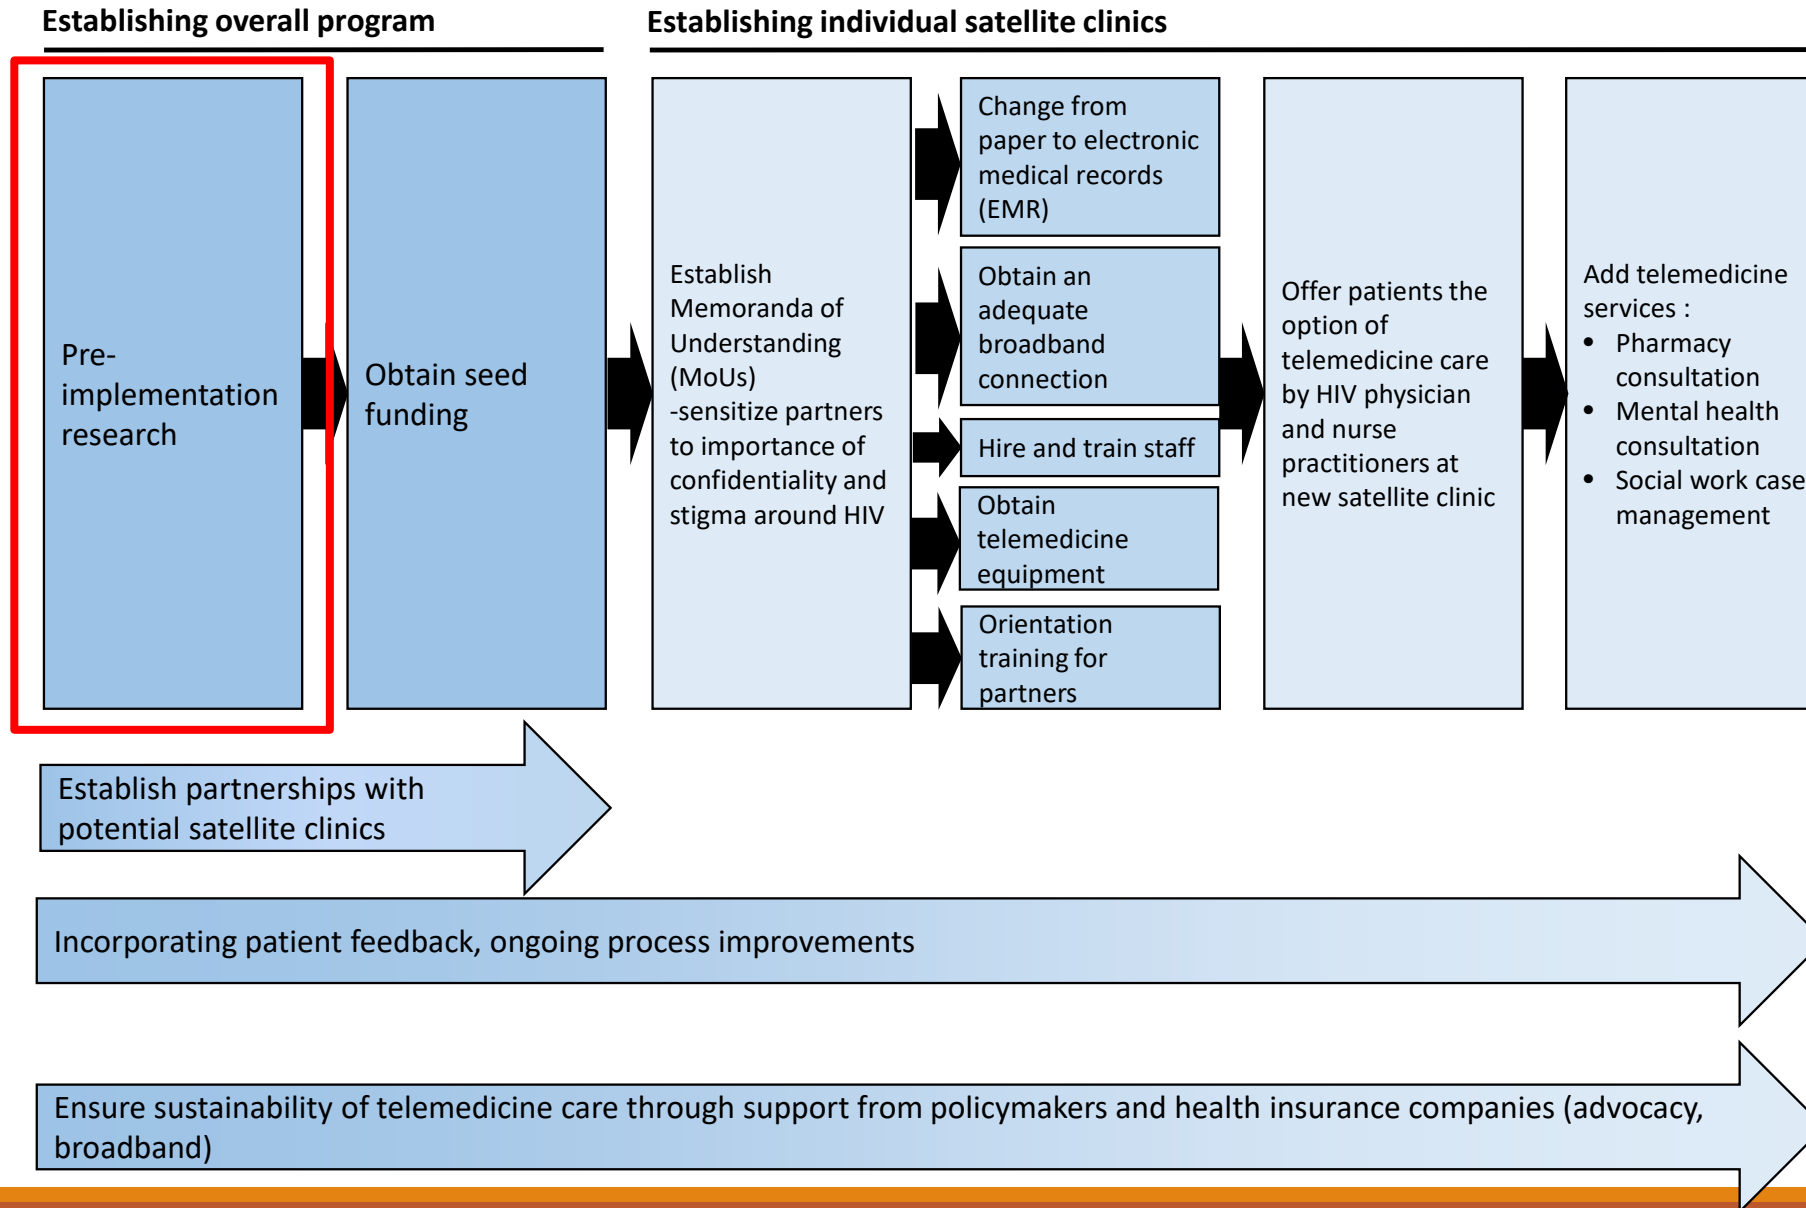 Establishing overall program
Establishing individual satellite clinics
Pre-
implementation
research
Obtain seed
funding
Establish
Memoranda of
Understanding
(MoUs)
-sensitize partners
to importance of
confidentiality and
stigma around HIV
Change from
paper to electronic
medical records
(EMR)
Obtain an
adequate
broadband
connection
Hire and train staff
Obtain
telemedicine
equipment
Orientation
training for
partners
Offer patients the
option of
telemedicine care
by HIV physician
and nurse
practitioners at
new satellite clinic
Add telemedicine
services :
• Pharmacy
consultation
• Mental health
consultation
• Social work case
management
Establish partnerships with
potential satellite clinics
Incorporating patient feedback, ongoing process improvements
Ensure sustainability of telemedicine care through support from policymakers and health insurance companies (advocacy,
broadband)